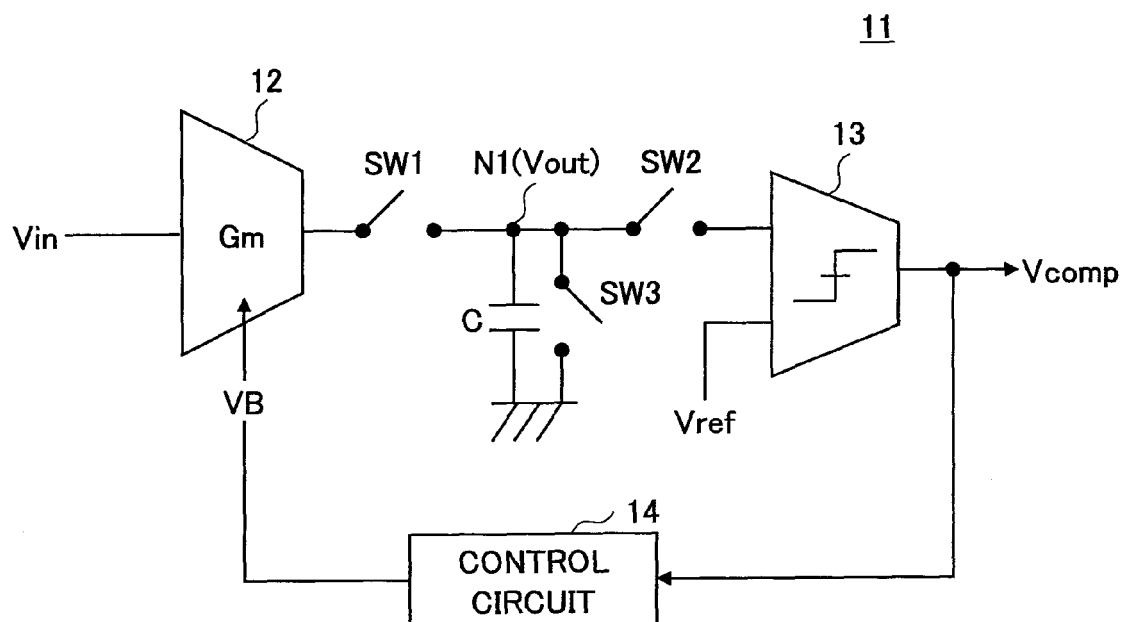 11
12
13
SW1
N1(Vout)
SW2
Vin
Gm
SW3
C
Vcomp
VB
Vref
14
CONTROL
CIRCUIT